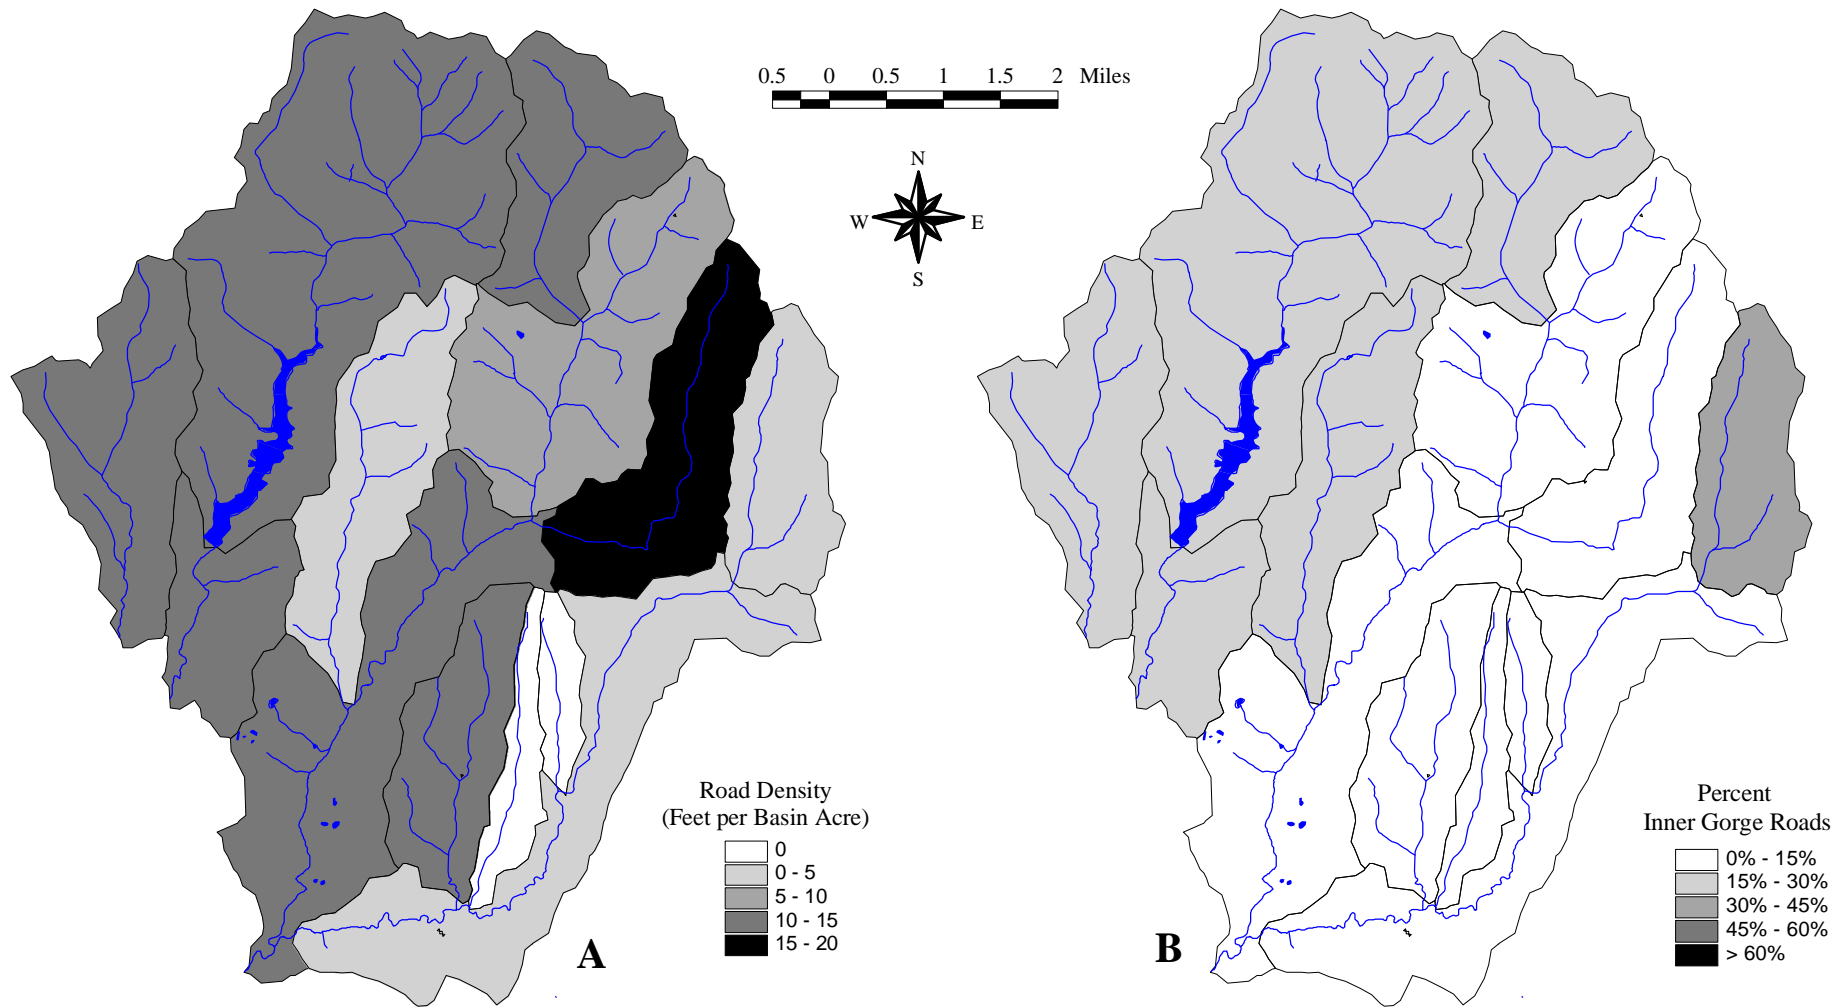 0.5 0 0.5 1 1.5 2 Miles
N
W E
S
Road Density
(Feet per Basin Acre)
0
0 - 5
5 - 10
10 - 15
15 - 20
A
Percent
Inner Gorge Roads
0% - 15%
15% - 30%
30% - 45%
45% - 60%
> 60%
B